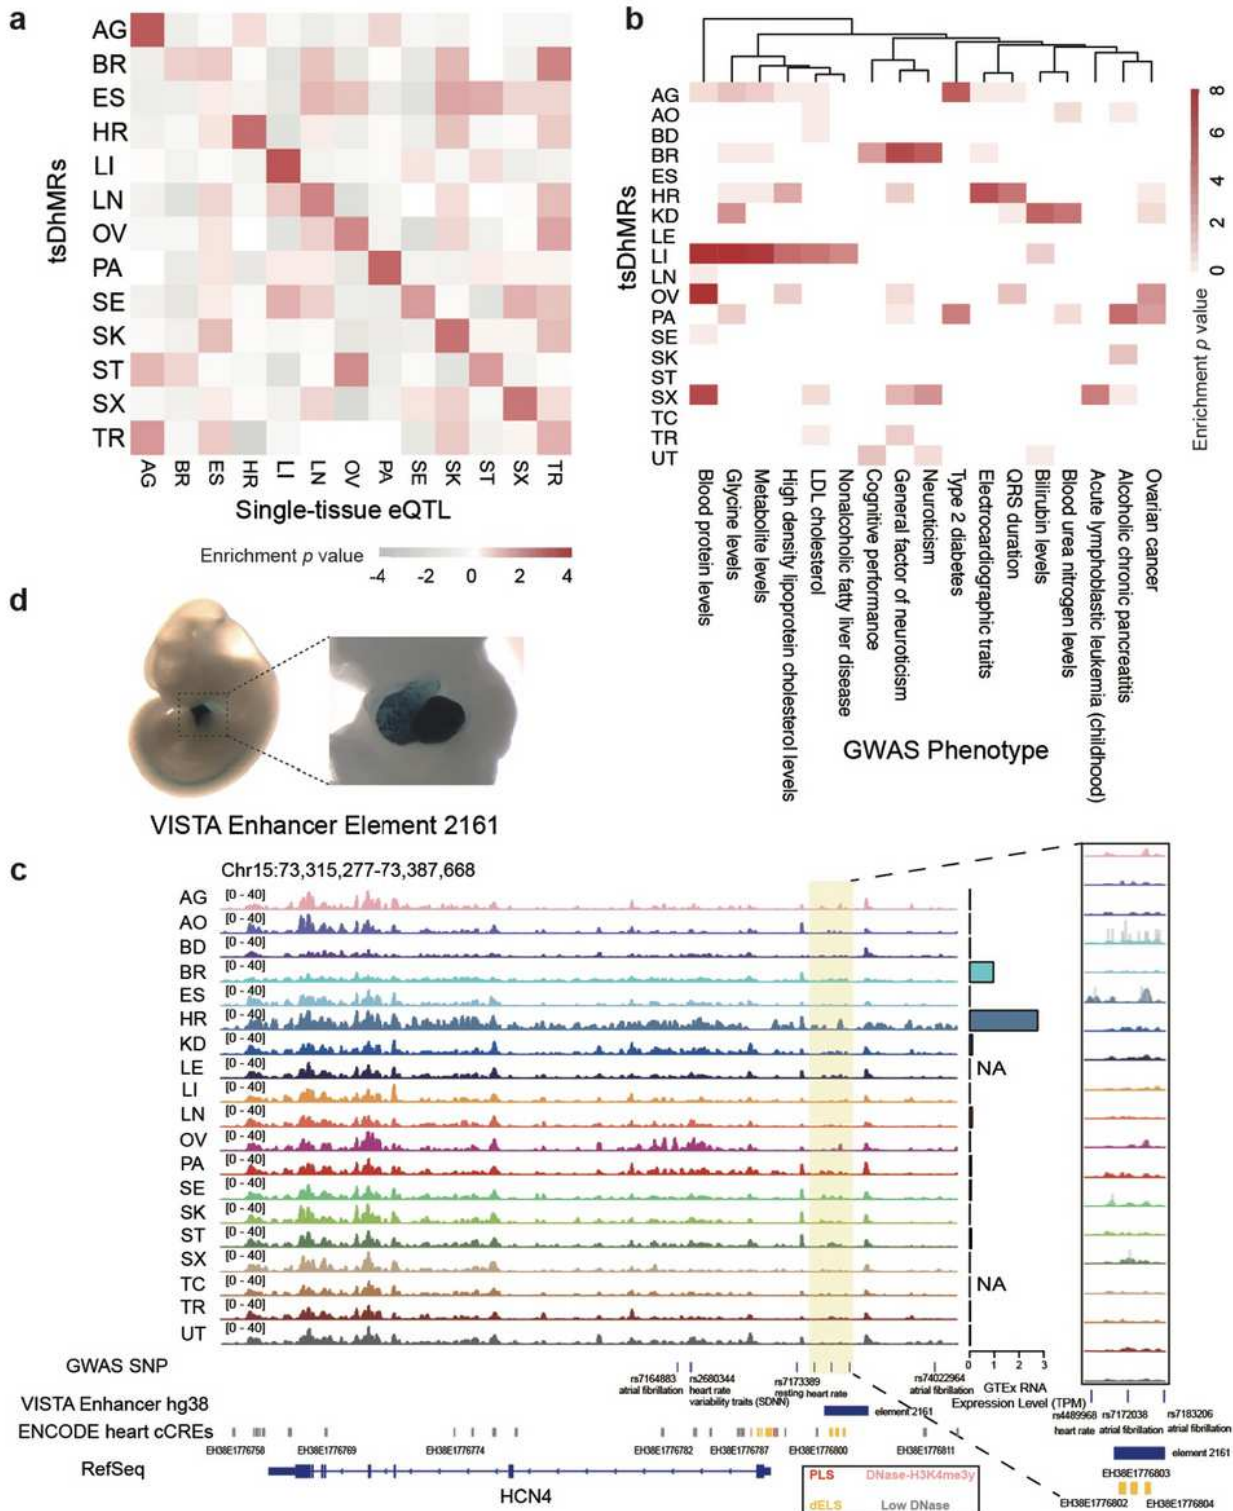 a
tsDhMRs
AG
BR
ES
HR
LI
LN
OV
PA
SE
SK
ST
SX
TR
AG BR ES HR LI LN OV PA SE SK ST SX TR
Single-tissue eQTL
Enrichment p value
-4 -2 0 2 4
b
tsDhMRs
AG
AO
BD
BR
ES
HR
KD
LE
LI
LN
OV
PA
SE
SK
ST
SX
TC
TR
UT
Blood protein levels
Glycine levels
Metabolite levels
High density lipoprotein cholesterol levels
LDL cholesterol
Nonalcoholic fatty liver disease
Cognitive performance
General factor of neuroticism
Neuroticism
Type 2 diabetes
Electrocardiographic traits
QRS duration
Bilirubin levels
Blood urea nitrogen levels
Acute lymphoblastic leukemia (childhood)
Alcoholic chronic pancreatitis
Ovarian cancer
GWAS Phenotype
8
6
4
2
0
Enrichment p value
d
VISTA Enhancer Element 2161
c
Chr15:73,315,277-73,387,668
AG [0 - 40]
AO [0 - 40]
BD [0 - 40]
BR [0 - 40]
ES [0 - 40]
HR [0 - 40]
KD [0 - 40]
LE [0 - 40] NA
LI [0 - 40]
LN [0 - 40]
OV [0 - 40]
PA [0 - 40]
SE [0 - 40]
SK [0 - 40]
ST [0 - 40]
SX [0 - 40]
TC [0 - 40] NA
TR [0 - 40]
UT [0 - 40]
0 1 2 3
GTEx RNA
Expression Level (TPM)
GWAS SNP
rs7164883
atrial fibrillation
rs2680344
heart rate
variability traits (SDNN)
rs7173389
resting heart rate
rs74022964
atrial fibrillation
rs4489968
heart rate
rs7172038
atrial fibrillation
rs7183206
atrial fibrillation
VISTA Enhancer hg38
element 2161
element 2161
ENCODE heart cCREs
EH38E1776758 EH38E1776769 EH38E1776774 EH38E1776782 EH38E1776787 EH38E1776800 EH38E1776811
EH38E1776803
EH38E1776802 EH38E1776804
RefSeq
HCN4
PLS DNase-H3K4me3y
dELS Low DNase